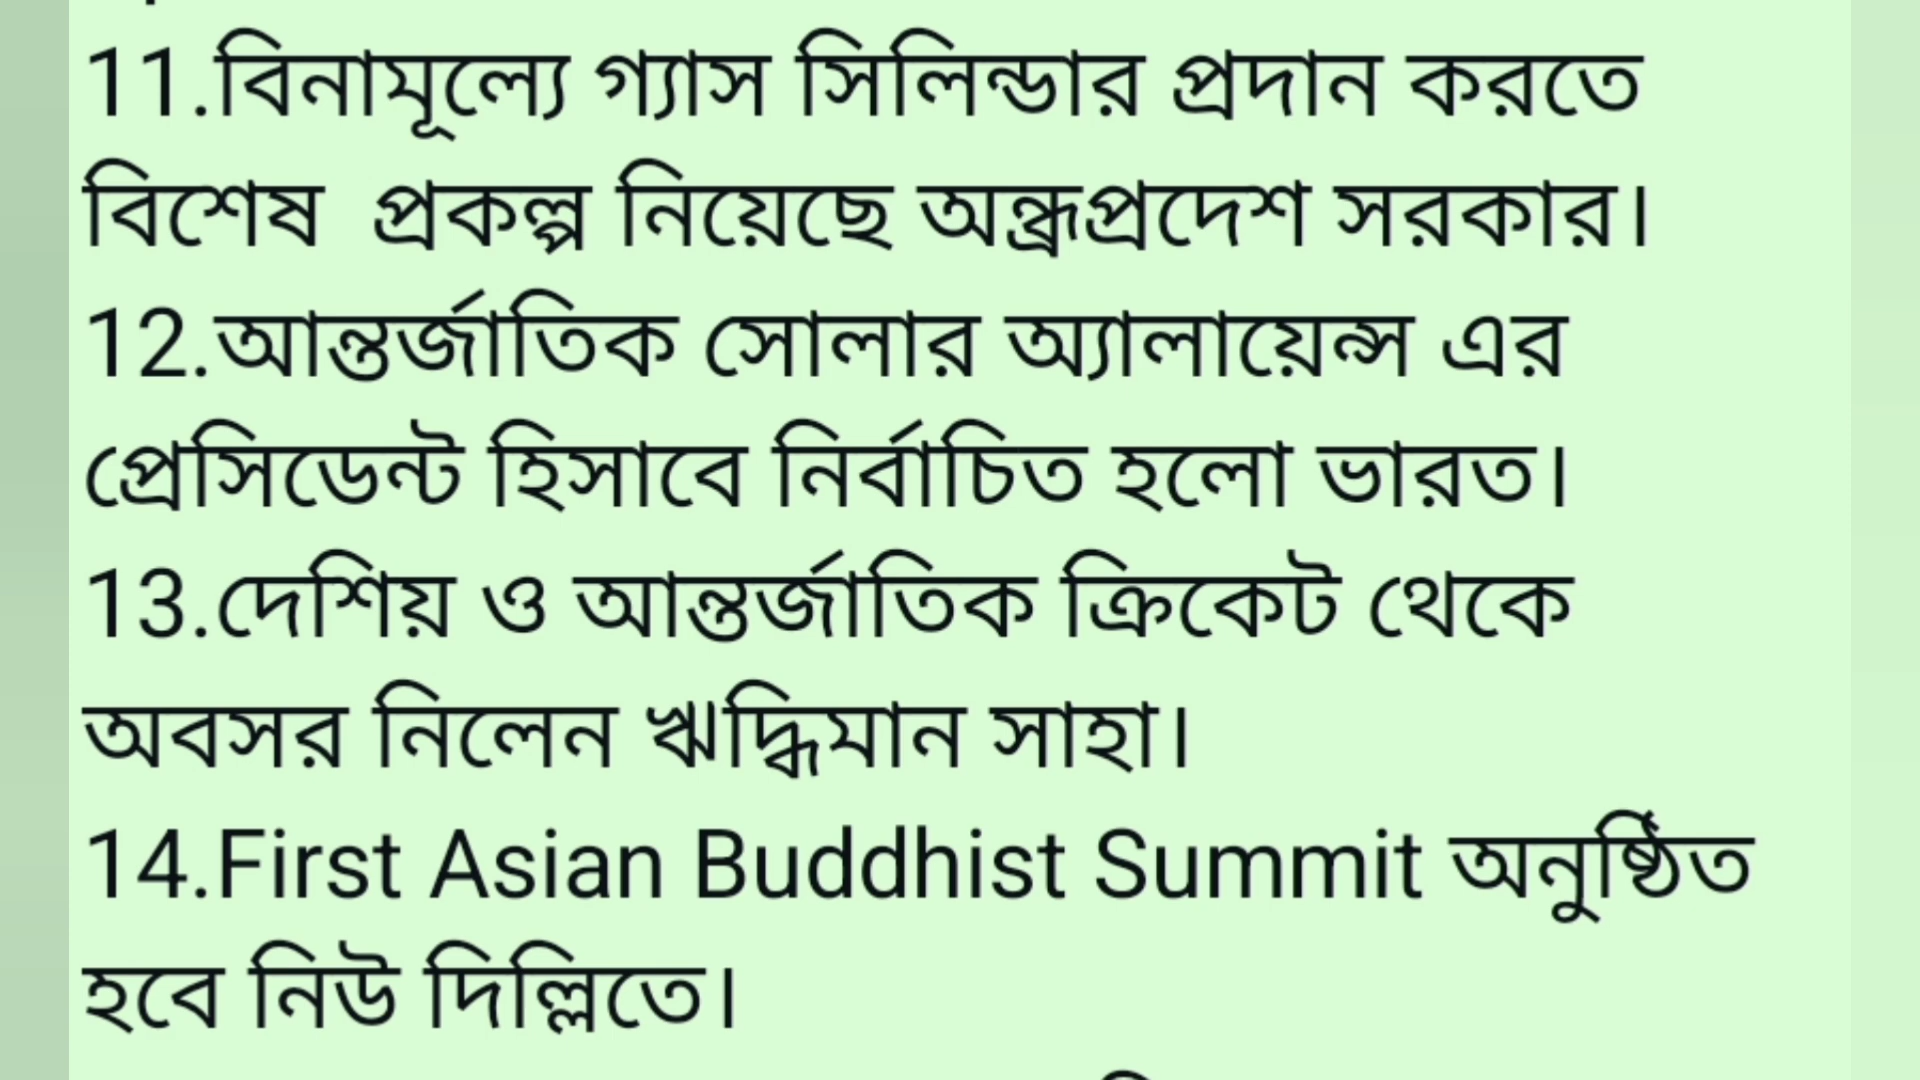 11.বিনামূল্যে গ্যাস সিলিন্ডার প্রদান করতে
বিশেষ প্রকল্প নিয়েছে অন্ধ্রপ্রদেশ সরকার।
12.আন্তর্জাতিক সোলার অ্যালায়েন্স এর
প্রেসিডেন্ট হিসাবে নির্বাচিত হলো ভারত।
13.দেশিয় ও আন্তর্জাতিক ক্রিকেট থেকে
অবসর নিলেন ঋদ্ধিমান সাহা।
14.First Asian Buddhist Summit অনুষ্ঠিত
হবে নিউ দিল্লিতে।